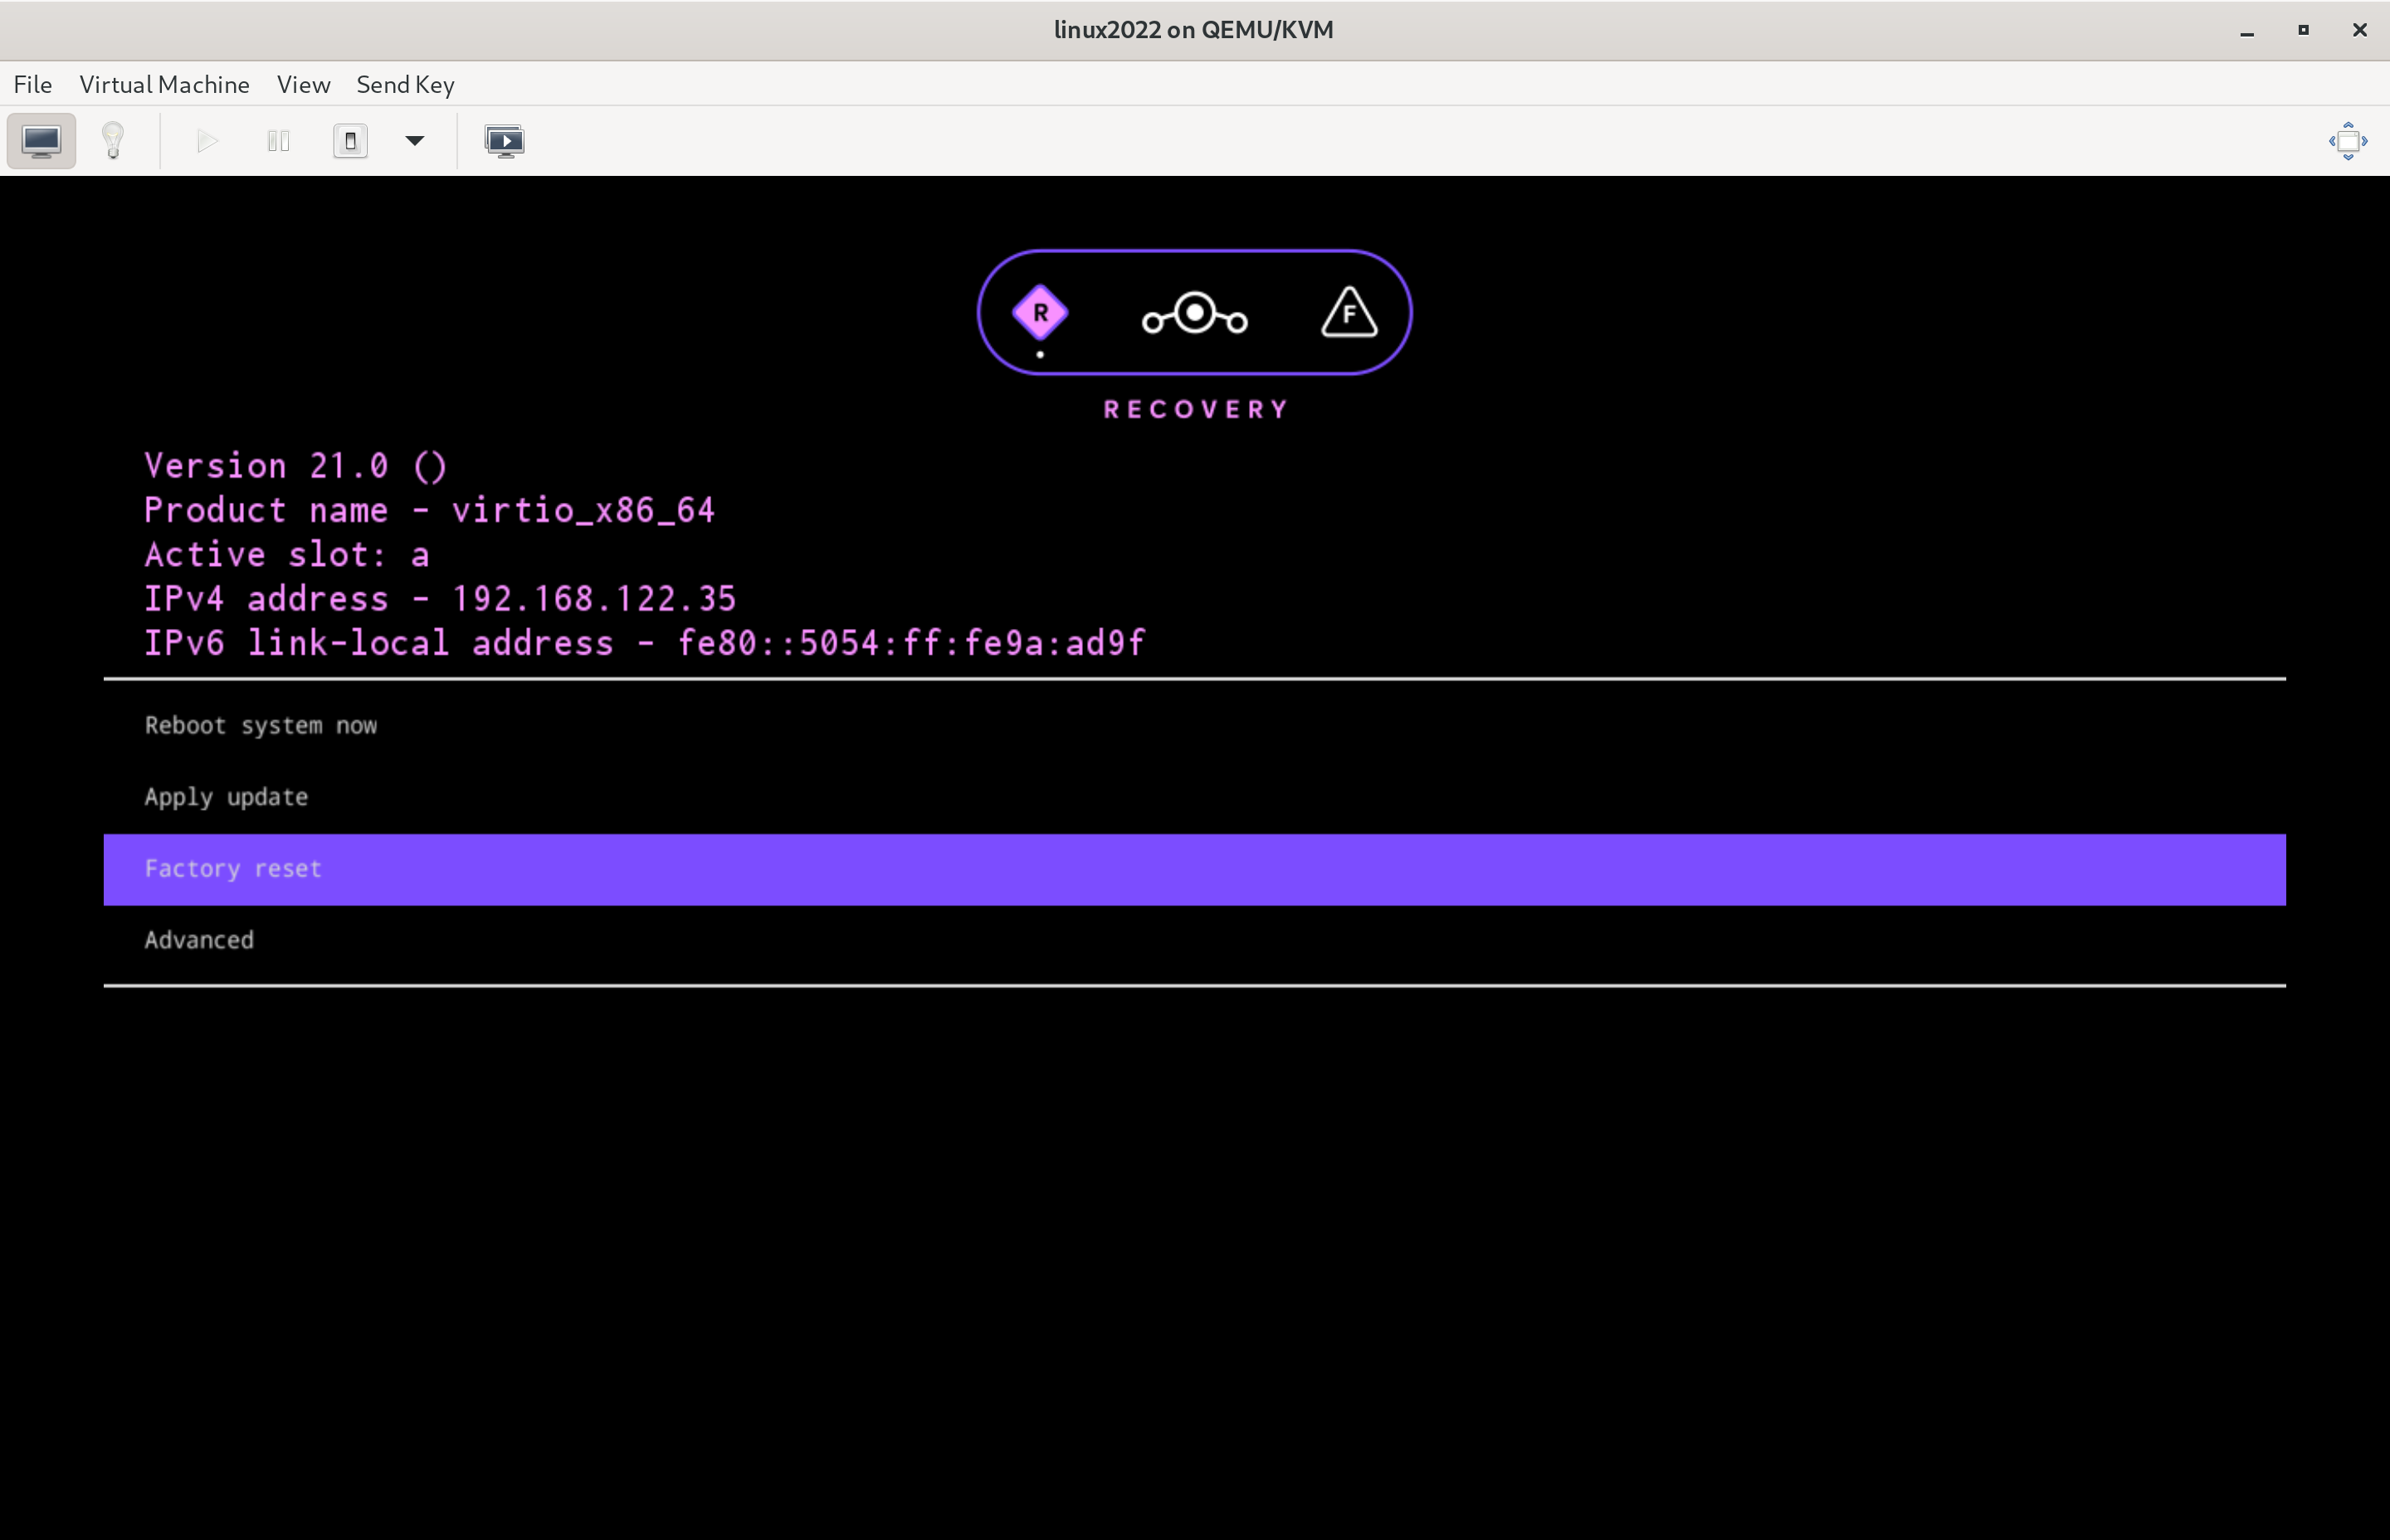 linux2022 on QEMU/KVM
File Virtual Machine View Send Key
R F
RECOVERY
Version 21.0 ()
Product name - virtio_x86_64
Active slot: a
IPv4 address - 192.168.122.35
IPv6 link-local address - fe80::5054:ff:fe9a:ad9f
Reboot system now
Apply update
Factory reset
Advanced